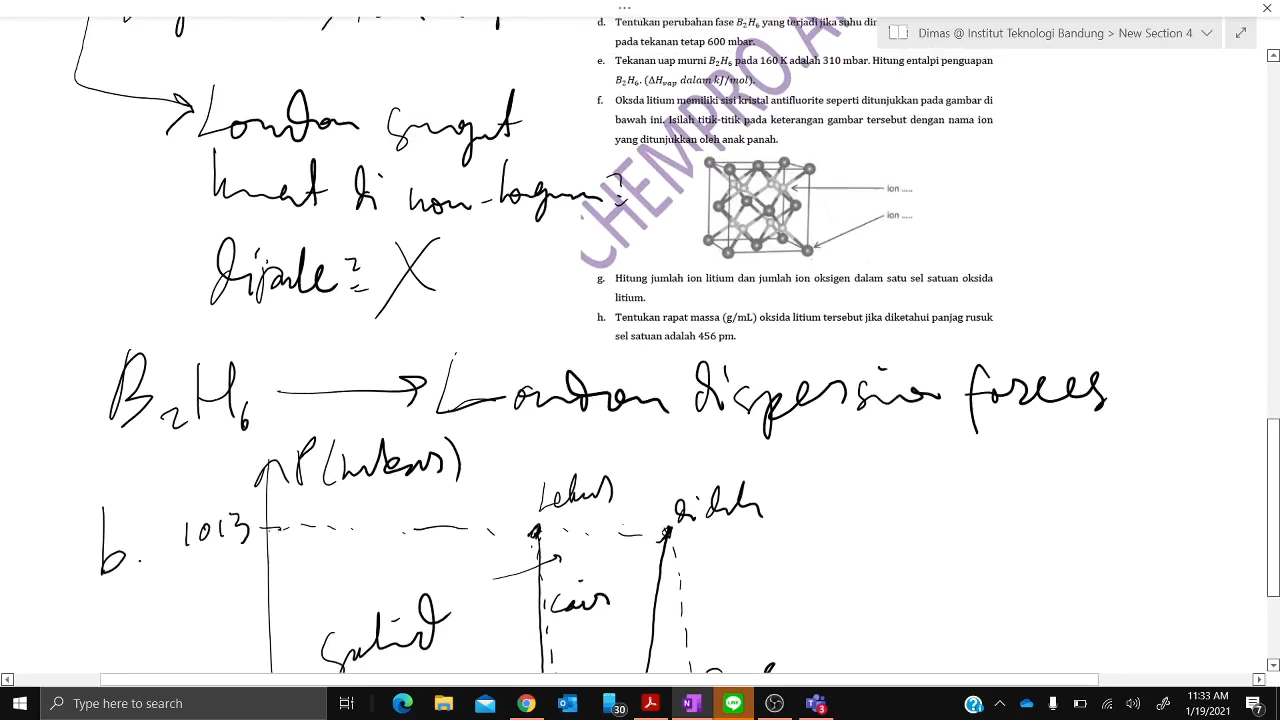 Dimas @ Institut Teknologi Bandung > New Section 4
d. Tentukan perubahan fase B₂H₆ yang terjadi jika suhu
pada tekanan tetap 600 mbar.
e. Tekanan uap murni B₂H₆ pada 160 K adalah 310 mbar. Hitung entalpi penguapan
B₂H₆. (ΔHvap dalam kJ/mol).
f. Oksda litium memiliki sisi kristal antifluorite seperti ditunjukkan pada gambar di
bawah ini. Isilah titik-titik pada keterangan gambar tersebut dengan nama ion
yang ditunjukkan oleh anak panah.
ion .....
ion .....
g. Hitung jumlah ion litium dan jumlah ion oksigen dalam satu sel satuan oksida
litium.
h. Tentukan rapat massa (g/mL) oksida litium tersebut jika diketahui panjag rusuk
sel satuan adalah 456 pm.
CHEMPRO.A
London sangat
kuat di non-logam?
dipole? = X
B₂H₆ → London dispersion forces
P (mbar)
b. 1013
Lebur
didih
cair
solid
Type here to search
30
11:33 AM
1/19/2021
7